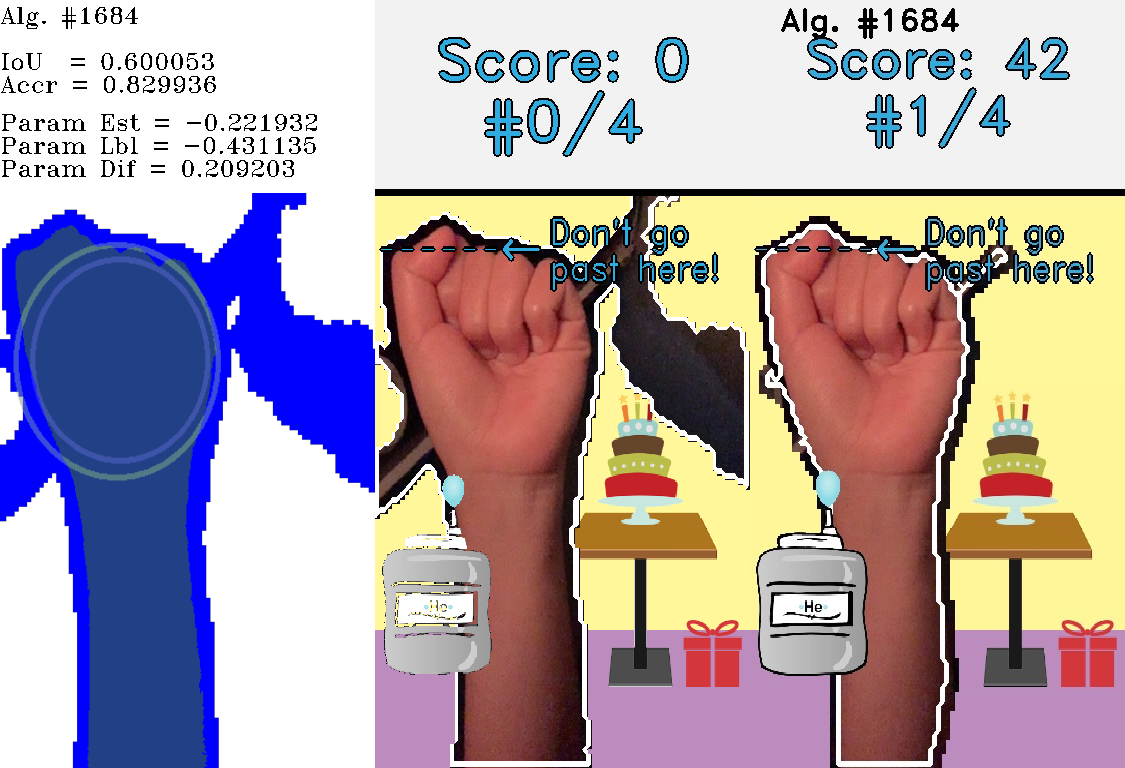 Alg. #1684
IoU = 0.600053
Accr = 0.829936
Param Est = −0.221932
Param Lbl = −0.431135
Param Dif = 0.209203
Score: 0
#0/4
Don't go
past here!
He
Alg. #1684
Score: 42
#1/4
Don't go
past here!
He